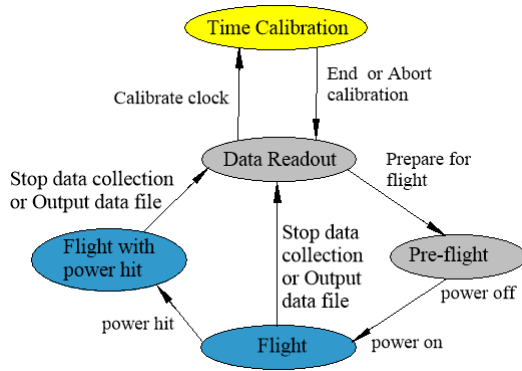 Time Calibration
Calibrate clock
End or Abort
calibration
Data Readout
Prepare for
flight
Stop data collection
or Output data file
Stop data
collection
or Output
data file
Flight with
power hit
Pre-flight
power off
power hit
power on
Flight